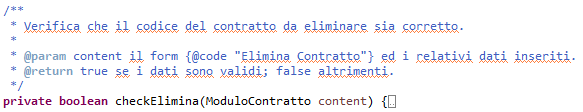 /**
 * Verifica che il codice del contratto da eliminare sia corretto.
 *
 * @param content il form {@code "Elimina Contratto"} ed i relativi dati inseriti.
 * @return true se i dati sono validi; false altrimenti.
 */
private boolean checkElimina(ModuloContratto content) {